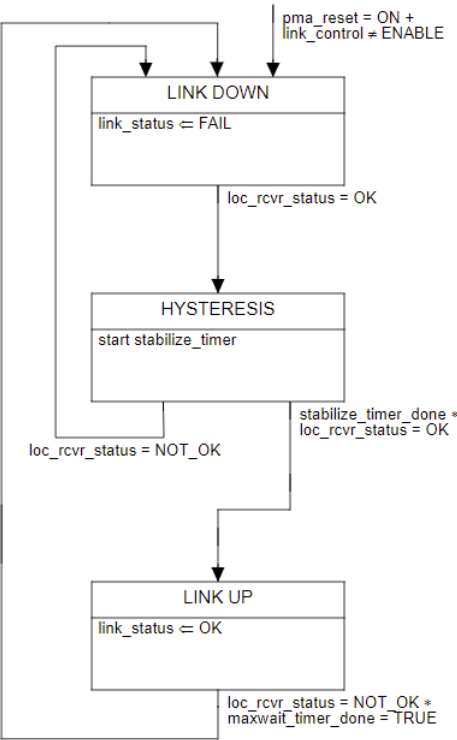 pma_reset = ON +
link_control ≠ ENABLE
LINK DOWN
link_status ⇐ FAIL
loc_rcvr_status = OK
HYSTERESIS
start stabilize_timer
stabilize_timer_done *
loc_rcvr_status = OK
loc_rcvr_status = NOT_OK
LINK UP
link_status ⇐ OK
loc_rcvr_status = NOT_OK *
maxwait_timer_done = TRUE